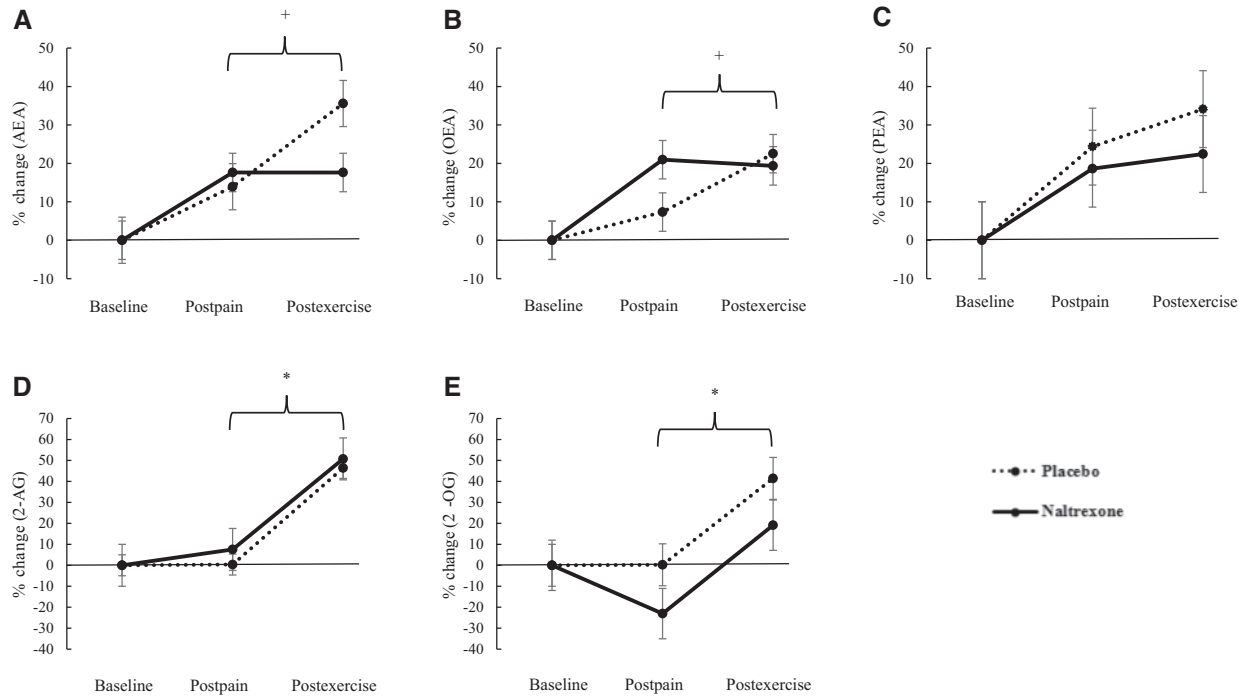 A
+
50
40
30
20
10
0
-10
% change (AEA)
Baseline Postpain Postexercise
B
+
50
40
30
20
10
0
-10
% change (OEA)
Baseline Postpain Postexercise
C
50
40
30
20
10
0
-10
% change (PEA)
Baseline Postpain Postexercise
D
*
70
60
50
40
30
20
10
0
-10
-20
-30
-40
% change (2-AG)
Baseline Postpain Postexercise
E
*
70
60
50
40
30
20
10
0
-10
-20
-30
-40
% change (2 -OG)
Baseline Postpain Postexercise
Placebo
Naltrexone